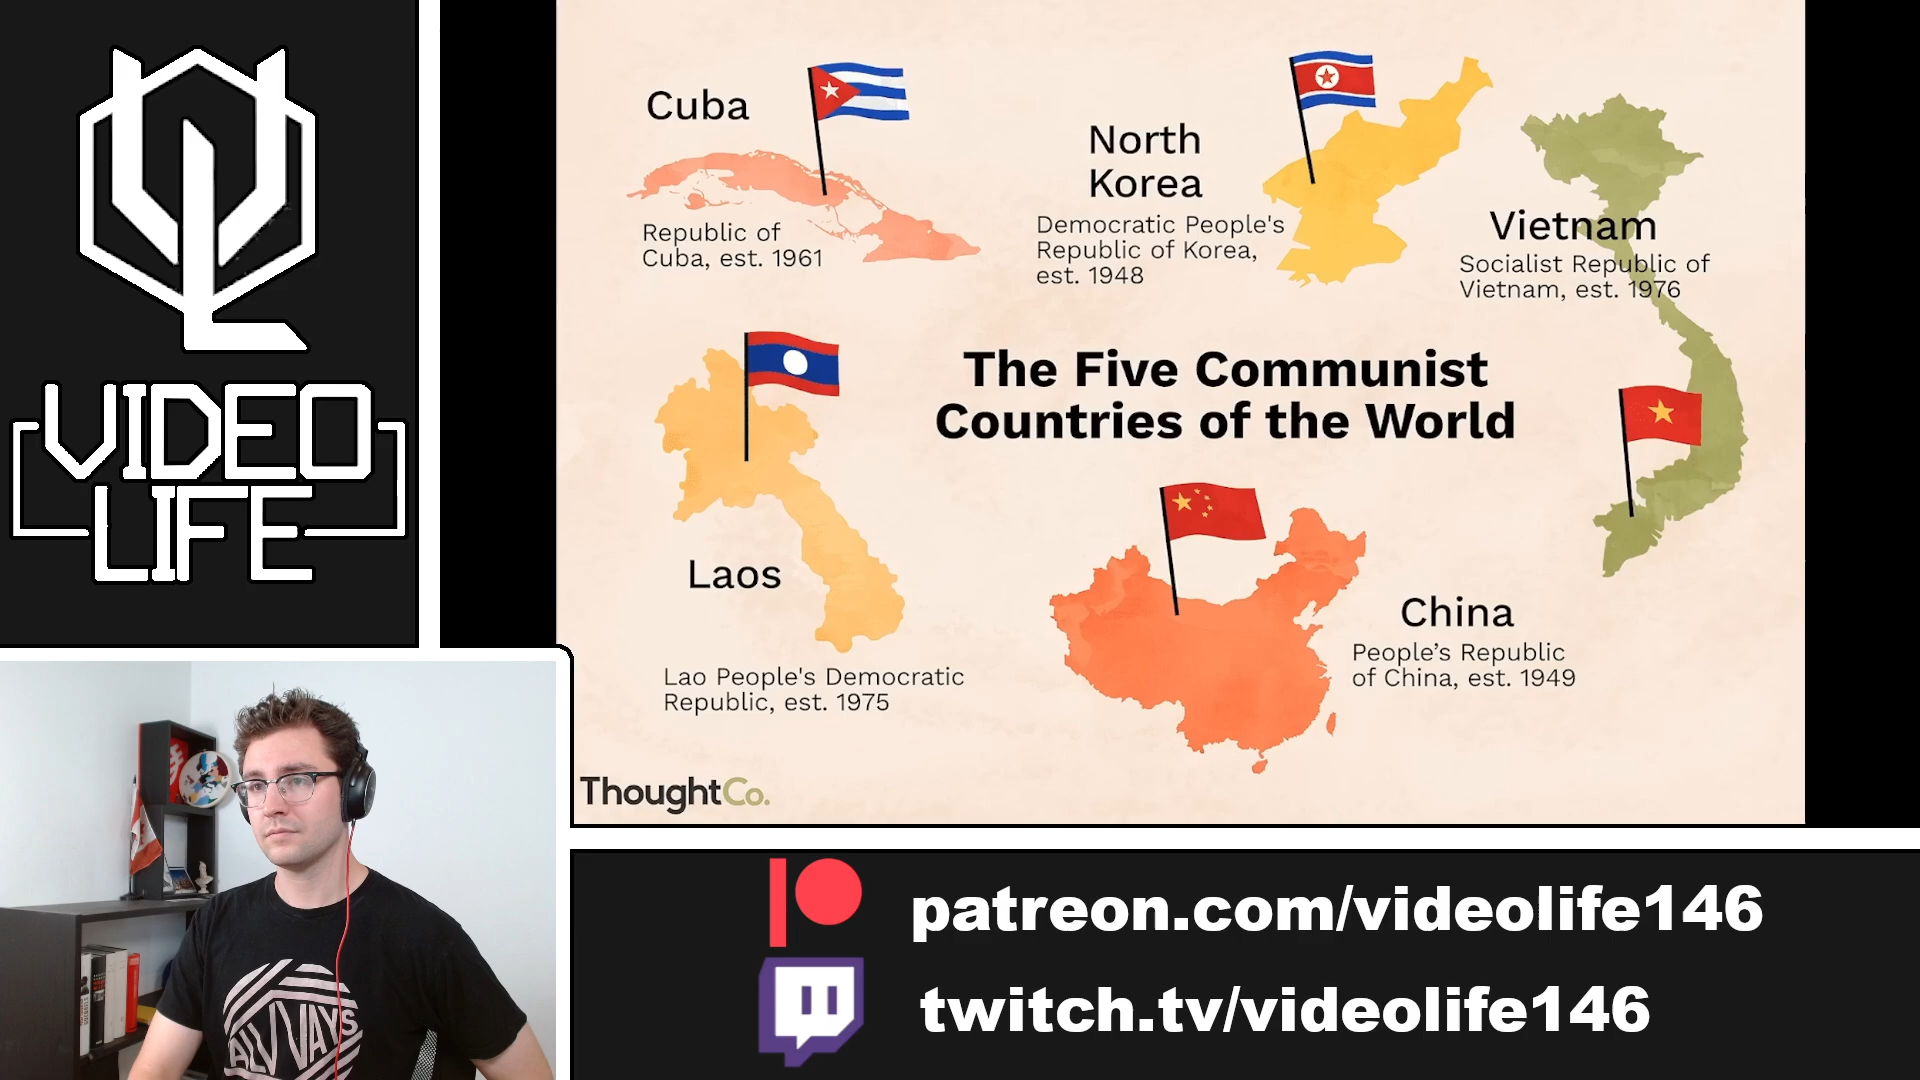 VIDEO
LIFE
Cuba
Republic of
Cuba, est. 1961
North
Korea
Democratic People's
Republic of Korea,
est. 1948
Vietnam
Socialist Republic of
Vietnam, est. 1976
The Five Communist
Countries of the World
Laos
Lao People's Democratic
Republic, est. 1975
China
People’s Republic
of China, est. 1949
ThoughtCo.
ALVVAYS
patreon.com/videolife146
twitch.tv/videolife146